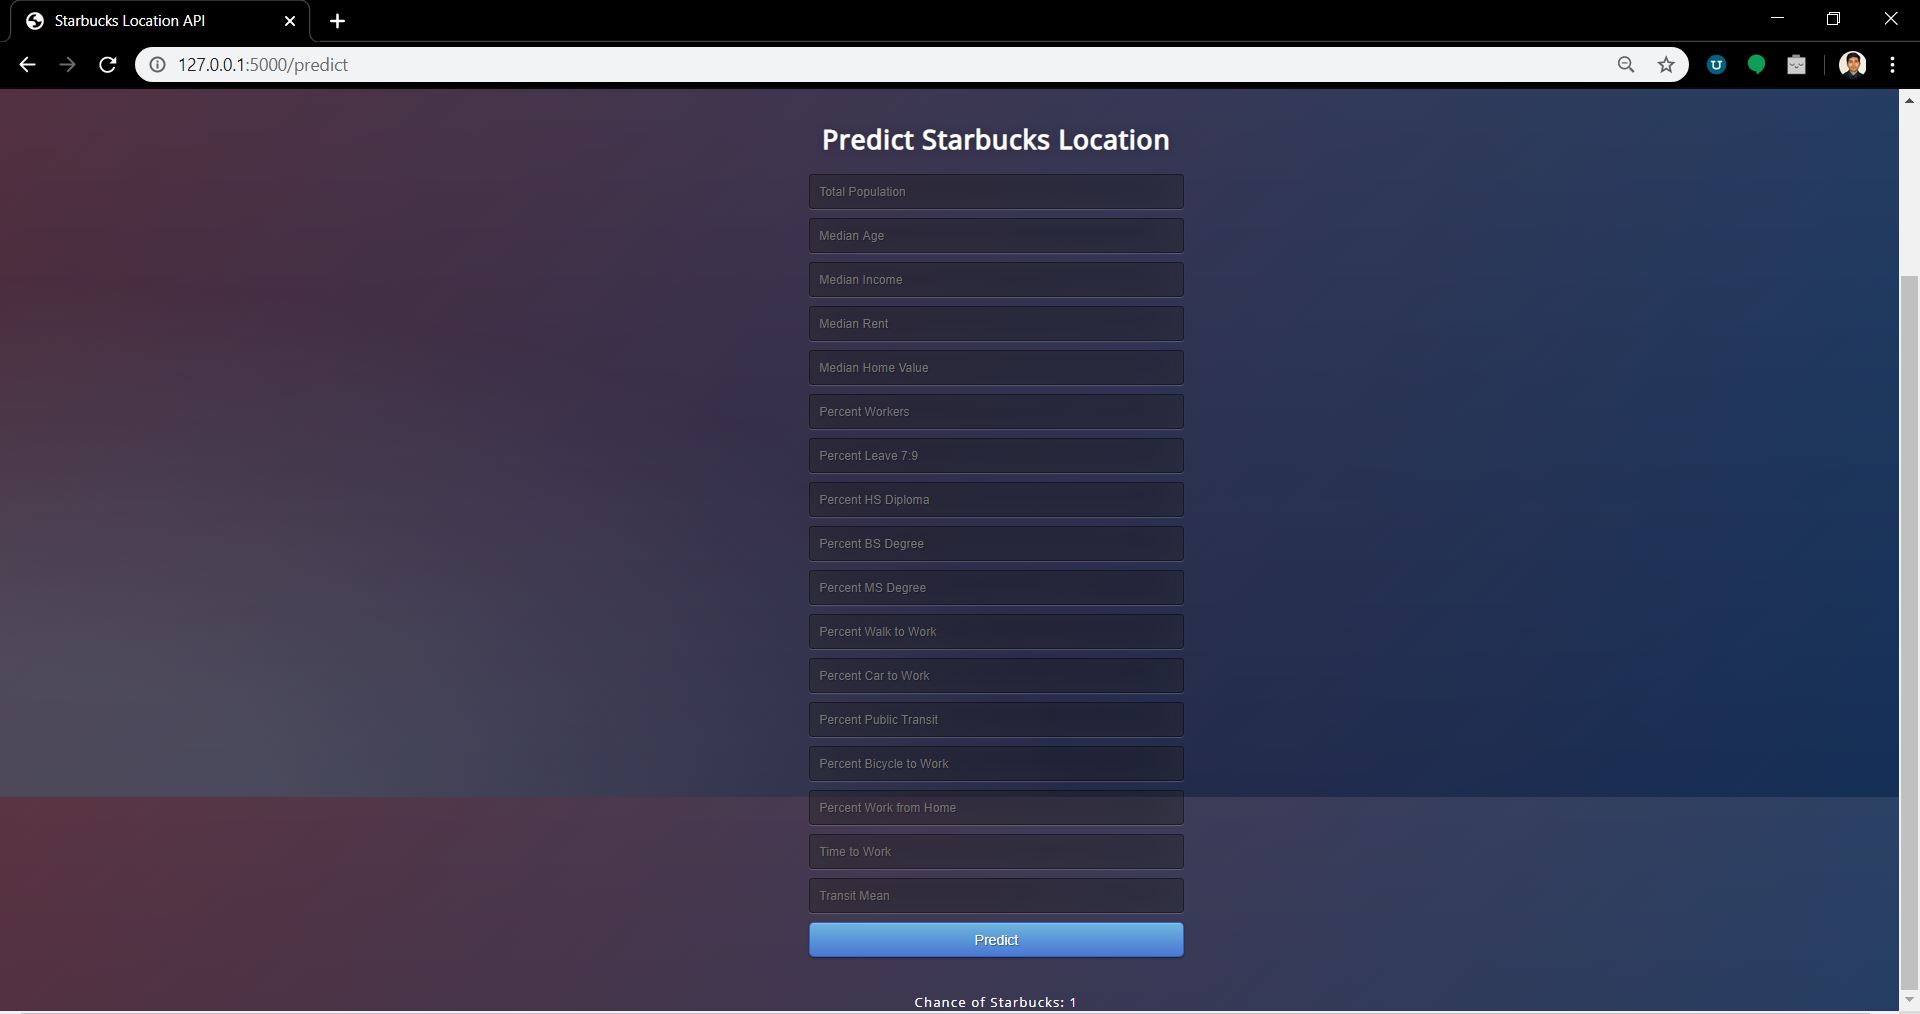 Starbucks Location API
127.0.0.1:5000/predict
Predict Starbucks Location
Total Population
Median Age
Median Income
Median Rent
Median Home Value
Percent Workers
Percent Leave 7:9
Percent HS Diploma
Percent BS Degree
Percent MS Degree
Percent Walk to Work
Percent Car to Work
Percent Public Transit
Percent Bicycle to Work
Percent Work from Home
Time to Work
Transit Mean
Predict
Chance of Starbucks: 1